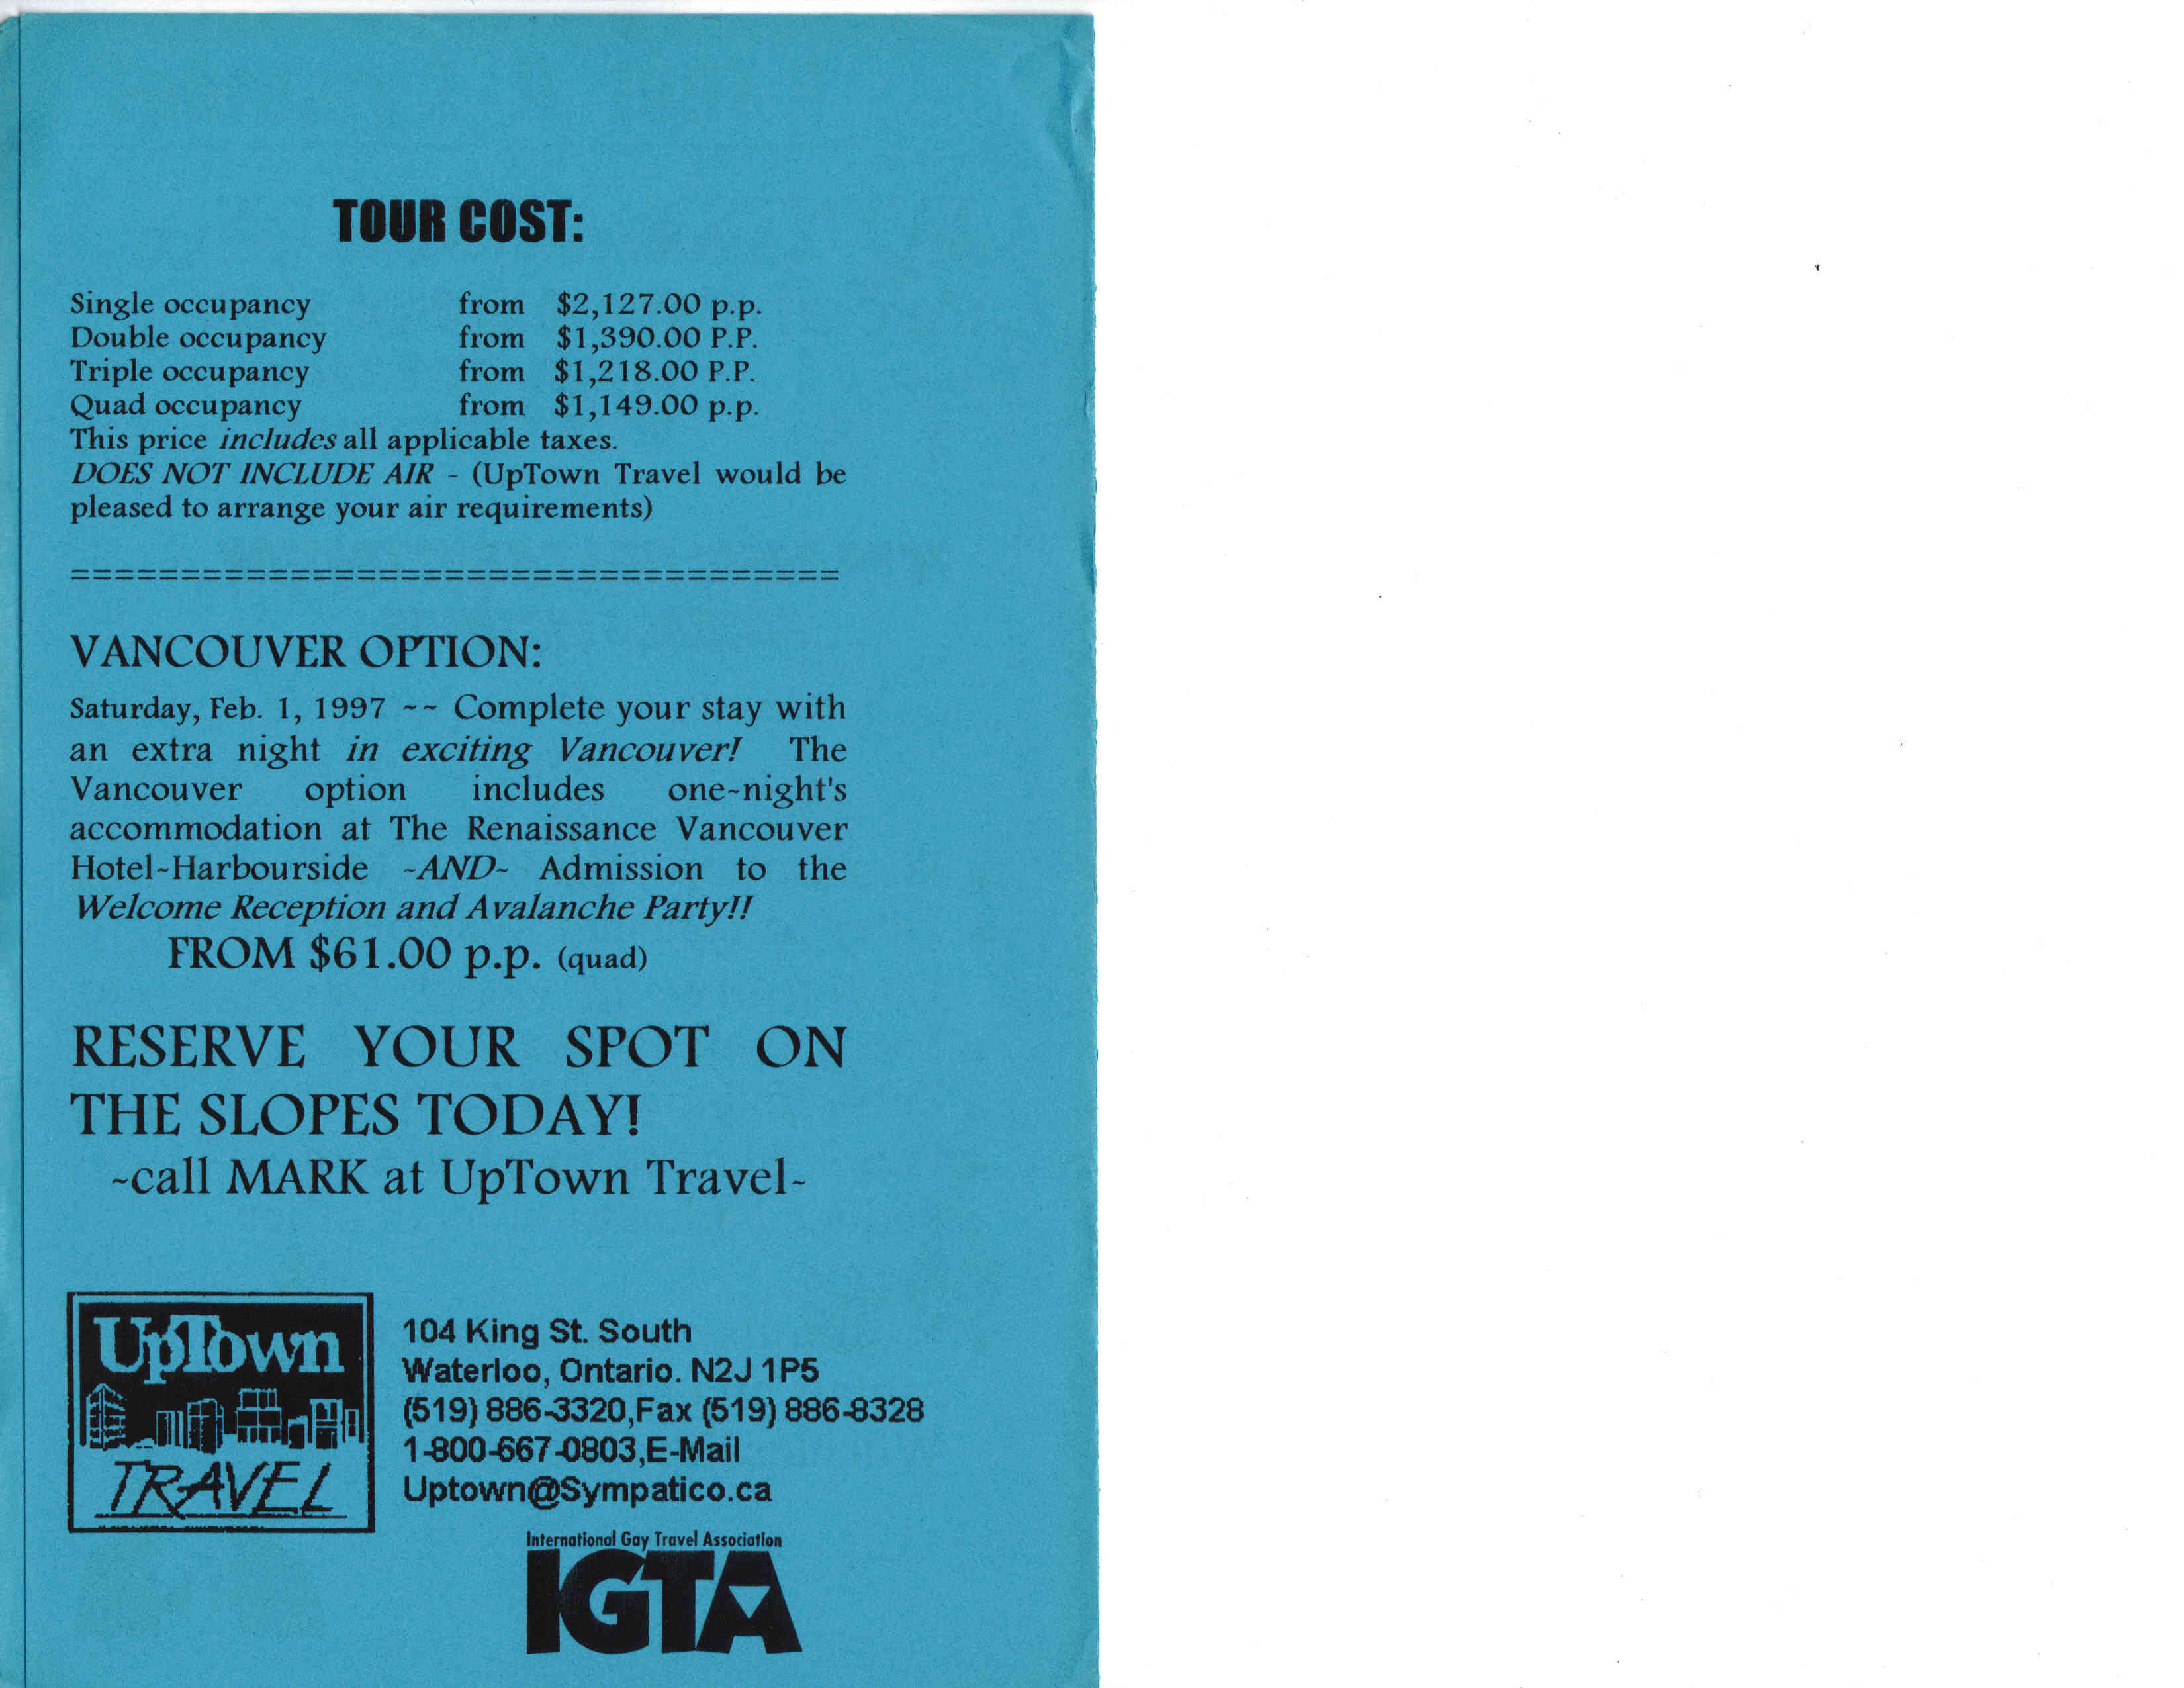 TOUR COST:
Single occupancy from $2,127.00 p.p.
Double occupancy from $1,390.00 P.P.
Triple occupancy from $1,218.00 P.P.
Quad occupancy from $1,149.00 p.p.
This price includes all applicable taxes.
DOES NOT INCLUDE AIR - (UpTown Travel would be
pleased to arrange your air requirements)
===================================
VANCOUVER OPTION:
Saturday, Feb. 1, 1997 ~~ Complete your stay with
an extra night in exciting Vancouver! The
Vancouver option includes one-night's
accommodation at The Renaissance Vancouver
Hotel-Harbourside -AND- Admission to the
Welcome Reception and Avalanche Party!!
FROM $61.00 p.p. (quad)
RESERVE YOUR SPOT ON
THE SLOPES TODAY!
~call MARK at UpTown Travel~
UpTown
TRAVEL
104 King St. South
Waterloo, Ontario. N2J 1P5
(519) 886-3320,Fax (519) 886-8328
1-800-667-0803,E-Mail
Uptown@Sympatico.ca
International Gay Travel Association
IGTA